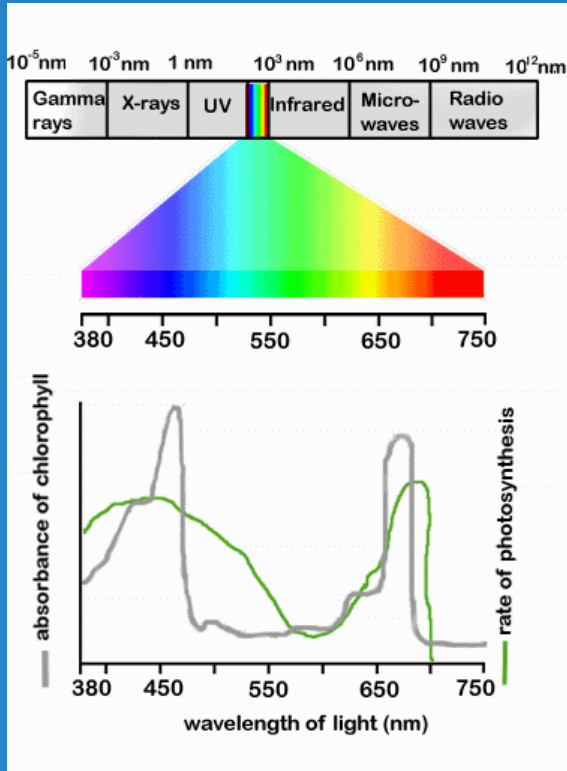 10⁻⁵nm 10⁻³nm 1 nm 10³ nm 10⁶nm 10⁹ nm 10¹²nm
Gamma rays X-rays UV Infrared Micro-waves Radio waves
380 450 550 650 750
absorbance of chlorophyll
rate of photosynthesis
380 450 550 650 750
wavelength of light (nm)